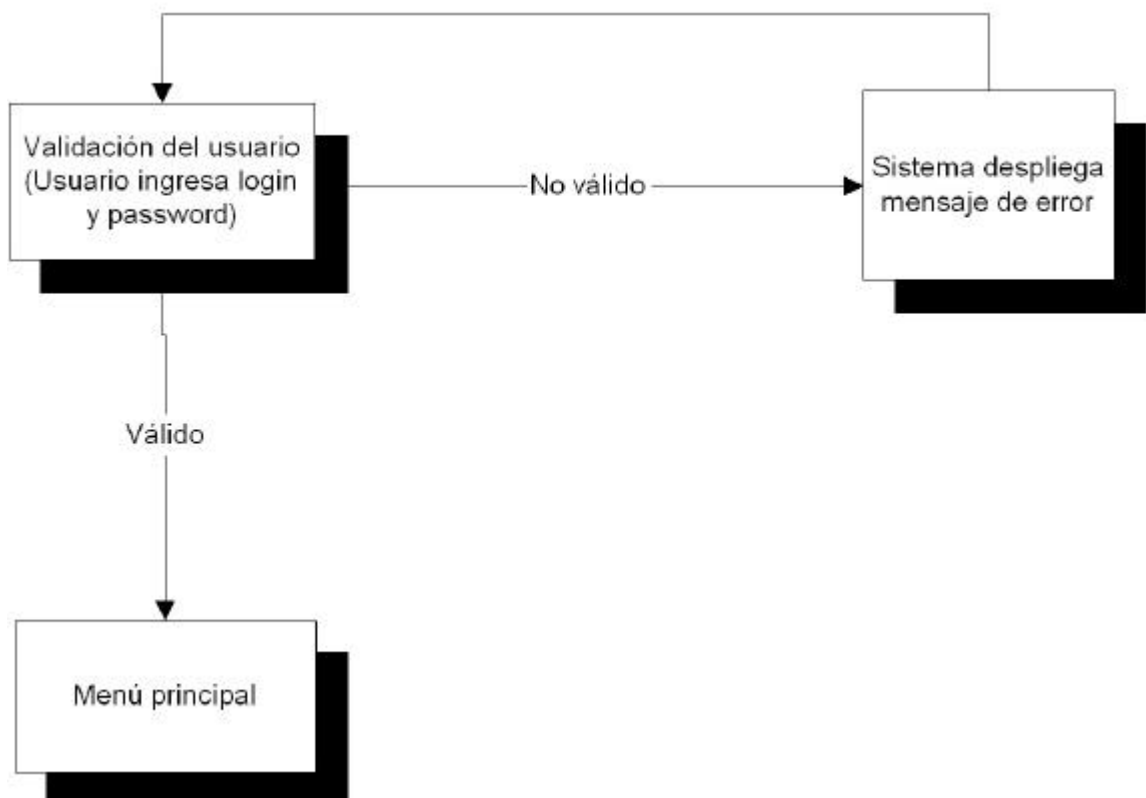 Validación del usuario
(Usuario ingresa login
y password)
No válido
Sistema despliega
mensaje de error
Válido
Menú principal